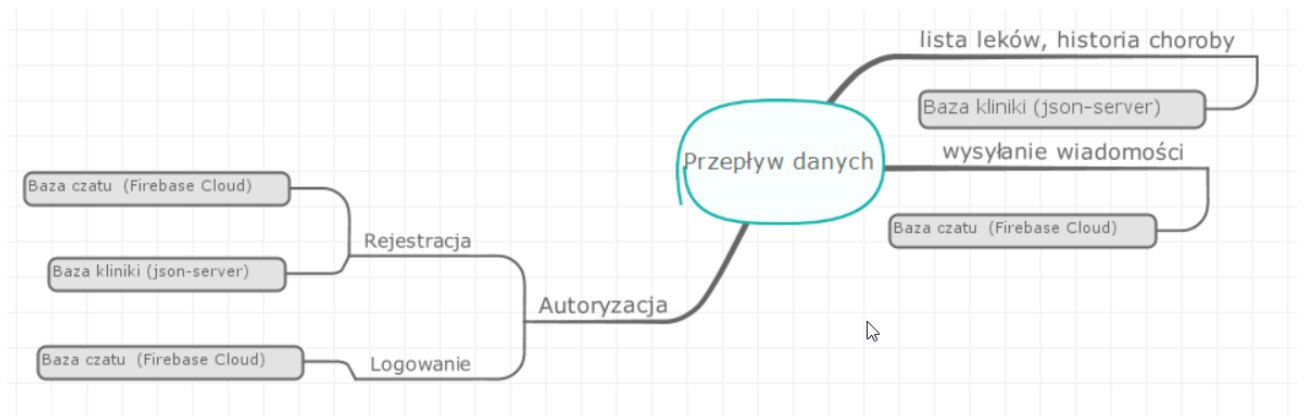 lista leków, historia choroby
Baza kliniki (json-server)
Przepływ danych
wysyłanie wiadomości
Baza czatu (Firebase Cloud)
Baza czatu (Firebase Cloud)
Rejestracja
Baza kliniki (json-server)
Autoryzacja
Baza czatu (Firebase Cloud)
Logowanie